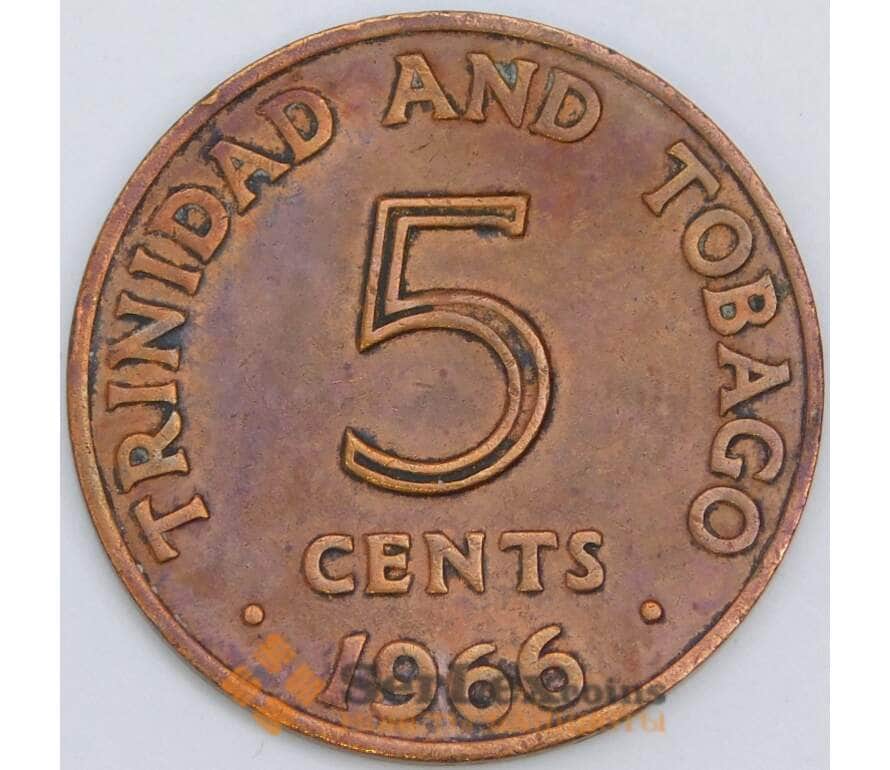 TRINIDAD AND TOBAGO
5
CENTS
• 1966 •